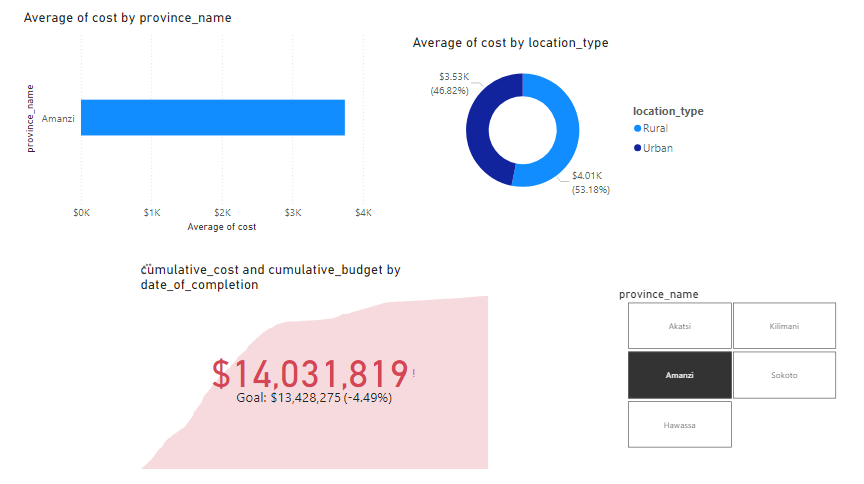 Average of cost by province_name
province_name
Amanzi
$0K
$1K
$2K
$3K
$4K
Average of cost
Average of cost by location_type
$3.53K
(46.82%)
$4.01K
(53.18%)
location_type
Rural
Urban
cumulative_cost and cumulative_budget by
date_of_completion
$14,031,819!
Goal: $13,428,275 (-4.49%)
province_name
Akatsi
Kilimani
Amanzi
Sokoto
Hawassa